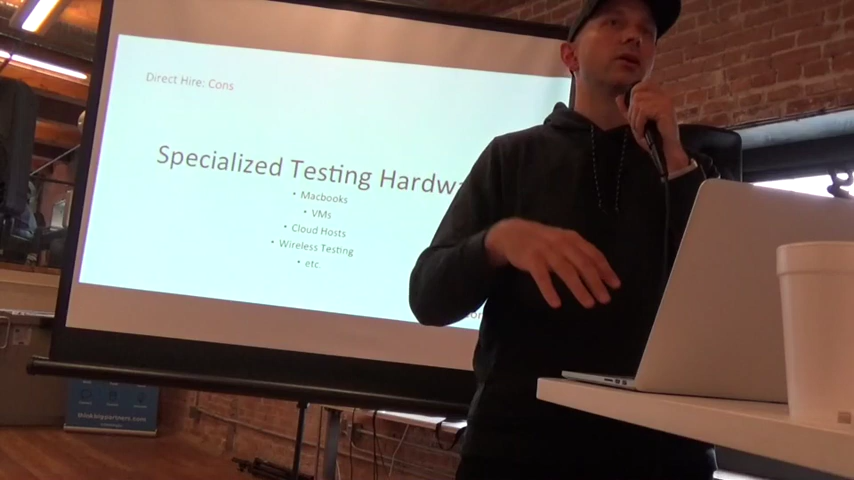 Direct Hire: Cons
Specialized Testing Hardw
• Macbooks
• VMs
• Cloud Hosts
• Wireless Testing
• etc